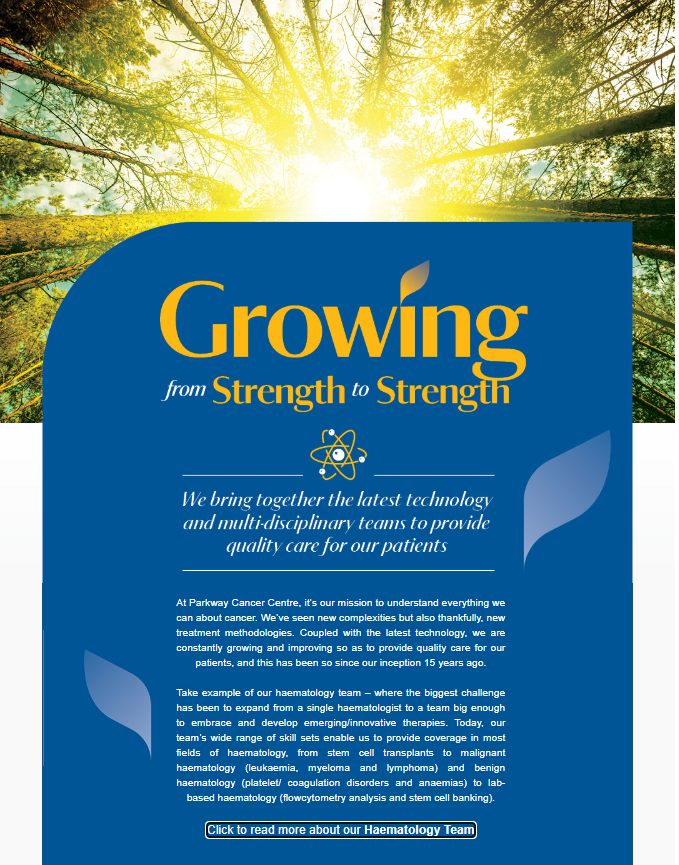 Growing
from Strength to Strength
We bring together the latest technology
and multi-disciplinary teams to provide
quality care for our patients
At Parkway Cancer Centre, it's our mission to understand everything we
can about cancer. We've seen new complexities but also thankfully, new
treatment methodologies. Coupled with the latest technology, we are
constantly growing and improving so as to provide quality care for our
patients, and this has been so since our inception 15 years ago.
Take example of our haematology team – where the biggest challenge
has been to expand from a single haematologist to a team big enough
to embrace and develop emerging/innovative therapies. Today, our
team's wide range of skill sets enable us to provide coverage in most
fields of haematology, from stem cell transplants to malignant
haematology (leukaemia, myeloma and lymphoma) and benign
haematology (platelet/ coagulation disorders and anaemias) to lab-
based haematology (flowcytometry analysis and stem cell banking).
Click to read more about our Haematology Team